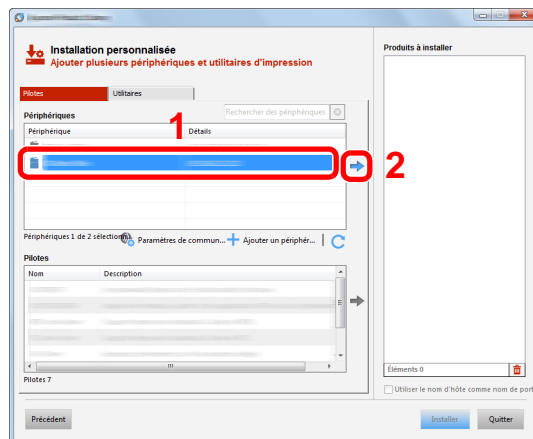 Installation personnalisée
Ajouter plusieurs périphériques et utilitaires d'impression
Pilotes
Utilitaires
Périphériques
Rechercher des périphériques
Périphérique
Détails
1
2
Périphériques 1 de 2 sélection
Paramètres de commun...
Ajouter un périphér...
Pilotes
Nom
Description
Pilotes 7
Produits à installer
Éléments 0
Utiliser le nom d'hôte comme nom de port
Précédent
Installer
Quitter